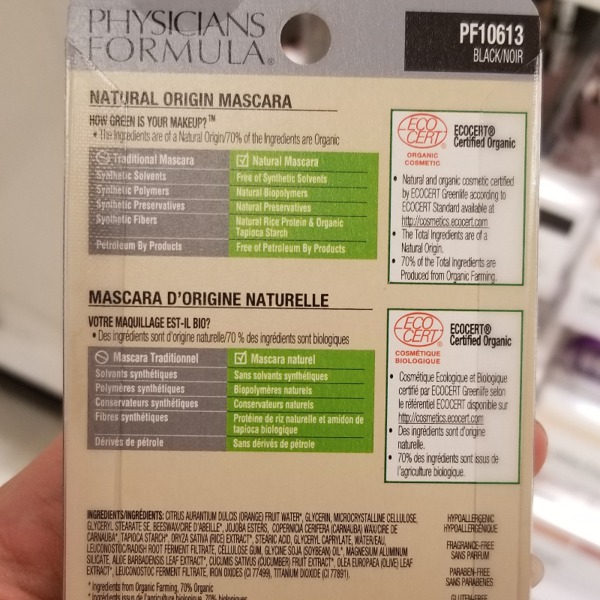 PHYSICIANS
FORMULA®
PF10613
BLACK/NOIR
NATURAL ORIGIN MASCARA
HOW GREEN IS YOUR MAKEUP?™
• The Ingredients are of a Natural Origin/70% of the Ingredients are Organic
Traditional Mascara
Natural Mascara
Synthetic Solvents
Free of Synthetic Solvents
Synthetic Polymers
Natural Biopolymers
Synthetic Preservatives
Natural Preservatives
Synthetic Fibers
Natural Rice Protein & Organic
Tapioca Starch
Petroleum By Products
Free of Petroleum By Products
ECO
CERT
ORGANIC
COSMETIC
ECOCERT®
Certified Organic
• Natural and organic cosmetic certified
by ECOCERT Greenlife according to
ECOCERT Standard available at
http://cosmetics.ecocert.com
• The Total Ingredients are of a
Natural Origin.
• 70% of the Total Ingredients are
Produced from Organic Farming.
MASCARA D'ORIGINE NATURELLE
VOTRE MAQUILLAGE EST-IL BIO?
• Des ingrédients sont d'origine naturelle/70 % des ingrédients sont biologiques
Mascara Traditionnel
Mascara naturel
Solvants synthétiques
Sans solvants synthétiques
Polymères synthétiques
Biopolymères naturels
Conservateurs synthétiques
Conservateurs naturels
Fibres synthétiques
Protéine de riz naturelle et amidon de
tapioca biologique
Dérivés de pétrole
Sans dérivés de pétrole
ECO
CERT
COSMÉTIQUE
BIOLOGIQUE
ECOCERT®
Certified Organic
• Cosmétique Ecologique et Biologique
certifié par ECOCERT Greenlife selon
le référentiel ECOCERT disponible sur
http://cosmetics.ecocert.com
• Des ingrédients sont d'origine
naturelle.
• 70% des ingrédients sont issus de
l'agriculture biologique.
INGREDIENTS/INGRÉDIENTS: CITRUS AURANTIUM DULCIS (ORANGE) FRUIT WATER*, GLYCERIN, MICROCRYSTALLINE CELLULOSE,
GLYCERYL STEARATE SE, BEESWAX/CIRE D'ABEILLE*, JOJOBA ESTERS, COPERNICIA CERIFERA (CARNAUBA) WAX/CIRE DE
CARNAUBA*, TAPIOCA STARCH*, ORYZA SATIVA (RICE) EXTRACT*, STEARIC ACID, GLYCERYL CAPRYLATE, WATER/EAU,
LEUCONOSTOC/RADISH ROOT FERMENT FILTRATE, CELLULOSE GUM, GLYCINE SOJA (SOYBEAN) OIL*, MAGNESIUM ALUMINUM
SILICATE, ALOE BARBADENSIS LEAF EXTRACT*, CUCUMIS SATIVUS (CUCUMBER) FRUIT EXTRACT*, OLEA EUROPAEA (OLIVE) LEAF
EXTRACT*, LEUCONOSTOC FERMENT FILTRATE, IRON OXIDES (CI 77499), TITANIUM DIOXIDE (CI 77891).
* Ingredients from Organic Farming, 70% Organic
* Ingrédients issus de l'agriculture biologique, 70% biologiques
HYPOALLERGENIC
HYPOALLERGÉNIQUE
FRAGRANCE-FREE
SANS PARFUM
PARABEN-FREE
SANS PARABÈNES
GLUTEN-FREE